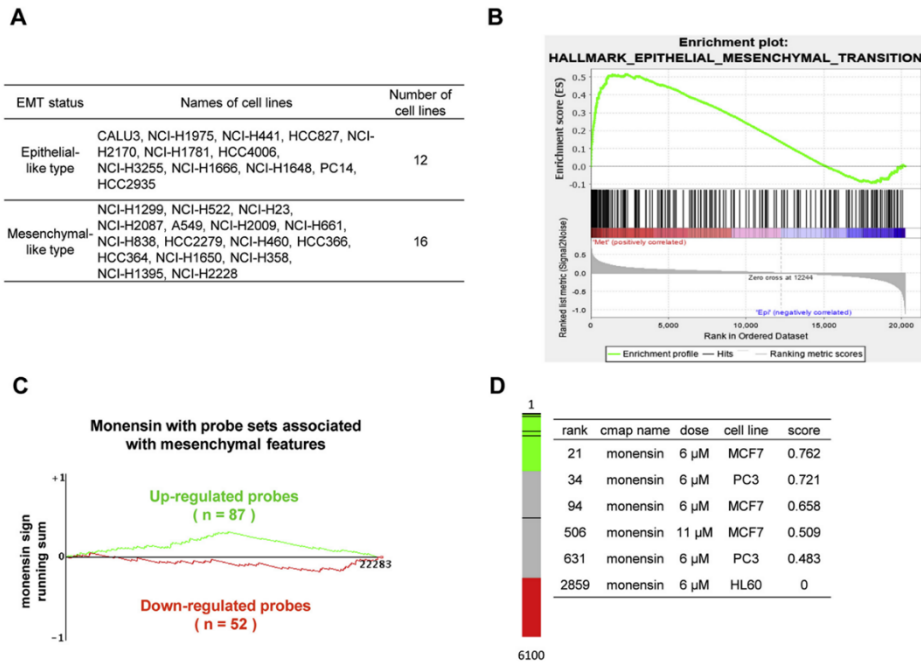 A
EMT status Names of cell lines Number of cell lines
Epithelial-like type CALU3, NCI-H1975, NCI-H441, HCC827, NCI-
H2170, NCI-H1781, HCC4006,
NCI-H3255, NCI-H1666, NCI-H1648, PC14,
HCC2935
12
Mesenchymal-like type NCI-H1299, NCI-H522, NCI-H23,
NCI-H2087, A549, NCI-H2009, NCI-H661,
NCI-H838, HCC2279, NCI-H460, HCC366,
HCC364, NCI-H1650, NCI-H358,
NCI-H1395, NCI-H2228
16
B
Enrichment plot:
HALLMARK_EPITHELIAL_MESENCHYMAL_TRANSITION
Enrichment score (ES)
0.5
0.4
0.3
0.2
0.1
0.0
-0.1
'Met' (positively correlated)
Ranked list metric (Signal2Noise)
0.5
0.0
-0.5
-1.0
Zero cross at 12244
'Epi' (negatively correlated)
0 5,000 10,000 15,000 20,000
Rank in Ordered Dataset
Enrichment profile Hits Ranking metric scores
C
Monensin with probe sets associated
with mesenchymal features
monensin sign
running sum
+1
0
-1
Up-regulated probes
( n = 87 )
22283
Down-regulated probes
( n = 52 )
D
1
6100
rank cmap name dose cell line score
21 monensin 6 µM MCF7 0.762
34 monensin 6 µM PC3 0.721
94 monensin 6 µM MCF7 0.658
506 monensin 11 µM MCF7 0.509
631 monensin 6 µM PC3 0.483
2859 monensin 6 µM HL60 0